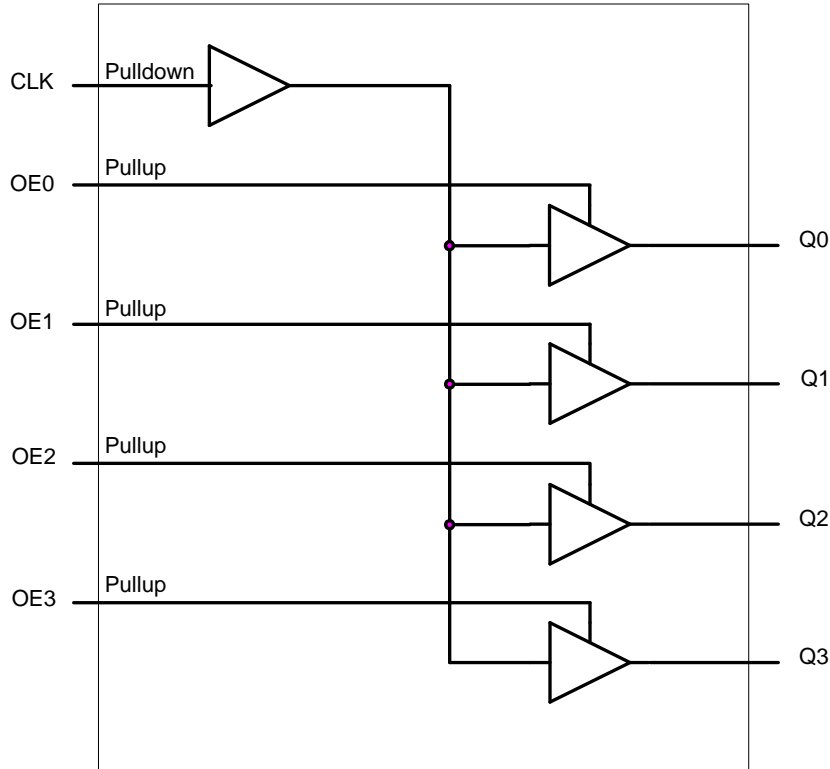 CLK Pulldown
OE0 Pullup
Q0
OE1 Pullup
Q1
OE2 Pullup
Q2
OE3 Pullup
Q3